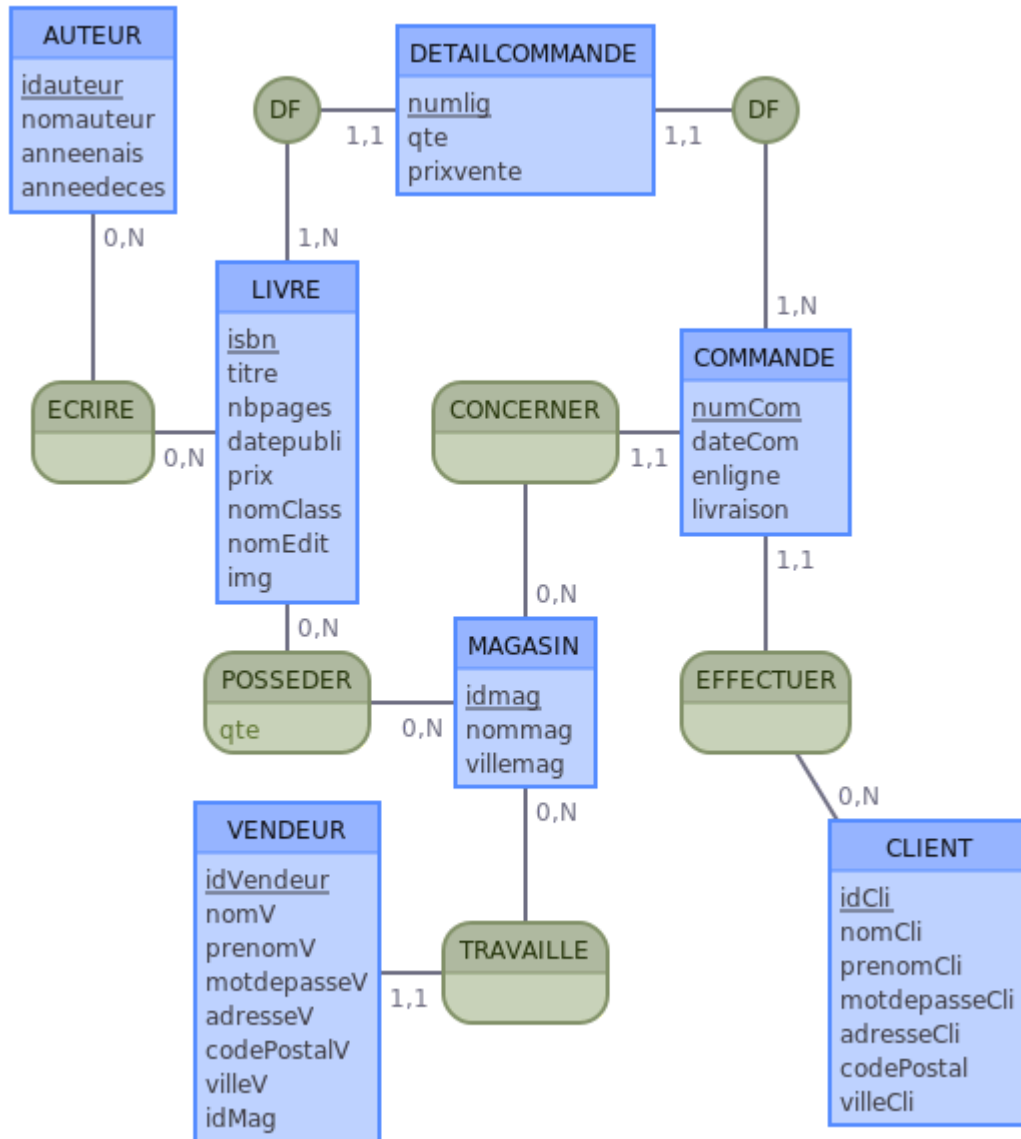 AUTEUR
idauteur
nomauteur
anneenais
anneedeces
0,N
DF
1,1
1,N
DETAILCOMMANDE
numlig
qte
prixvente
1,1
DF
1,N
LIVRE
isbn
titre
nbpages
datepubli
prix
nomClass
nomEdit
img
0,N
ECRIRE
0,N
CONCERNER
1,1
0,N
COMMANDE
numCom
dateCom
enligne
livraison
1,1
POSSEDER
qte
0,N
MAGASIN
idmag
nommag
villemag
0,N
EFFECTUER
0,N
VENDEUR
idVendeur
nomV
prenomV
motdepasseV
adresseV
codePostalV
villeV
idMag
1,1
TRAVAILLE
CLIENT
idCli
nomCli
prenomCli
motdepasseCli
adresseCli
codePostal
villeCli